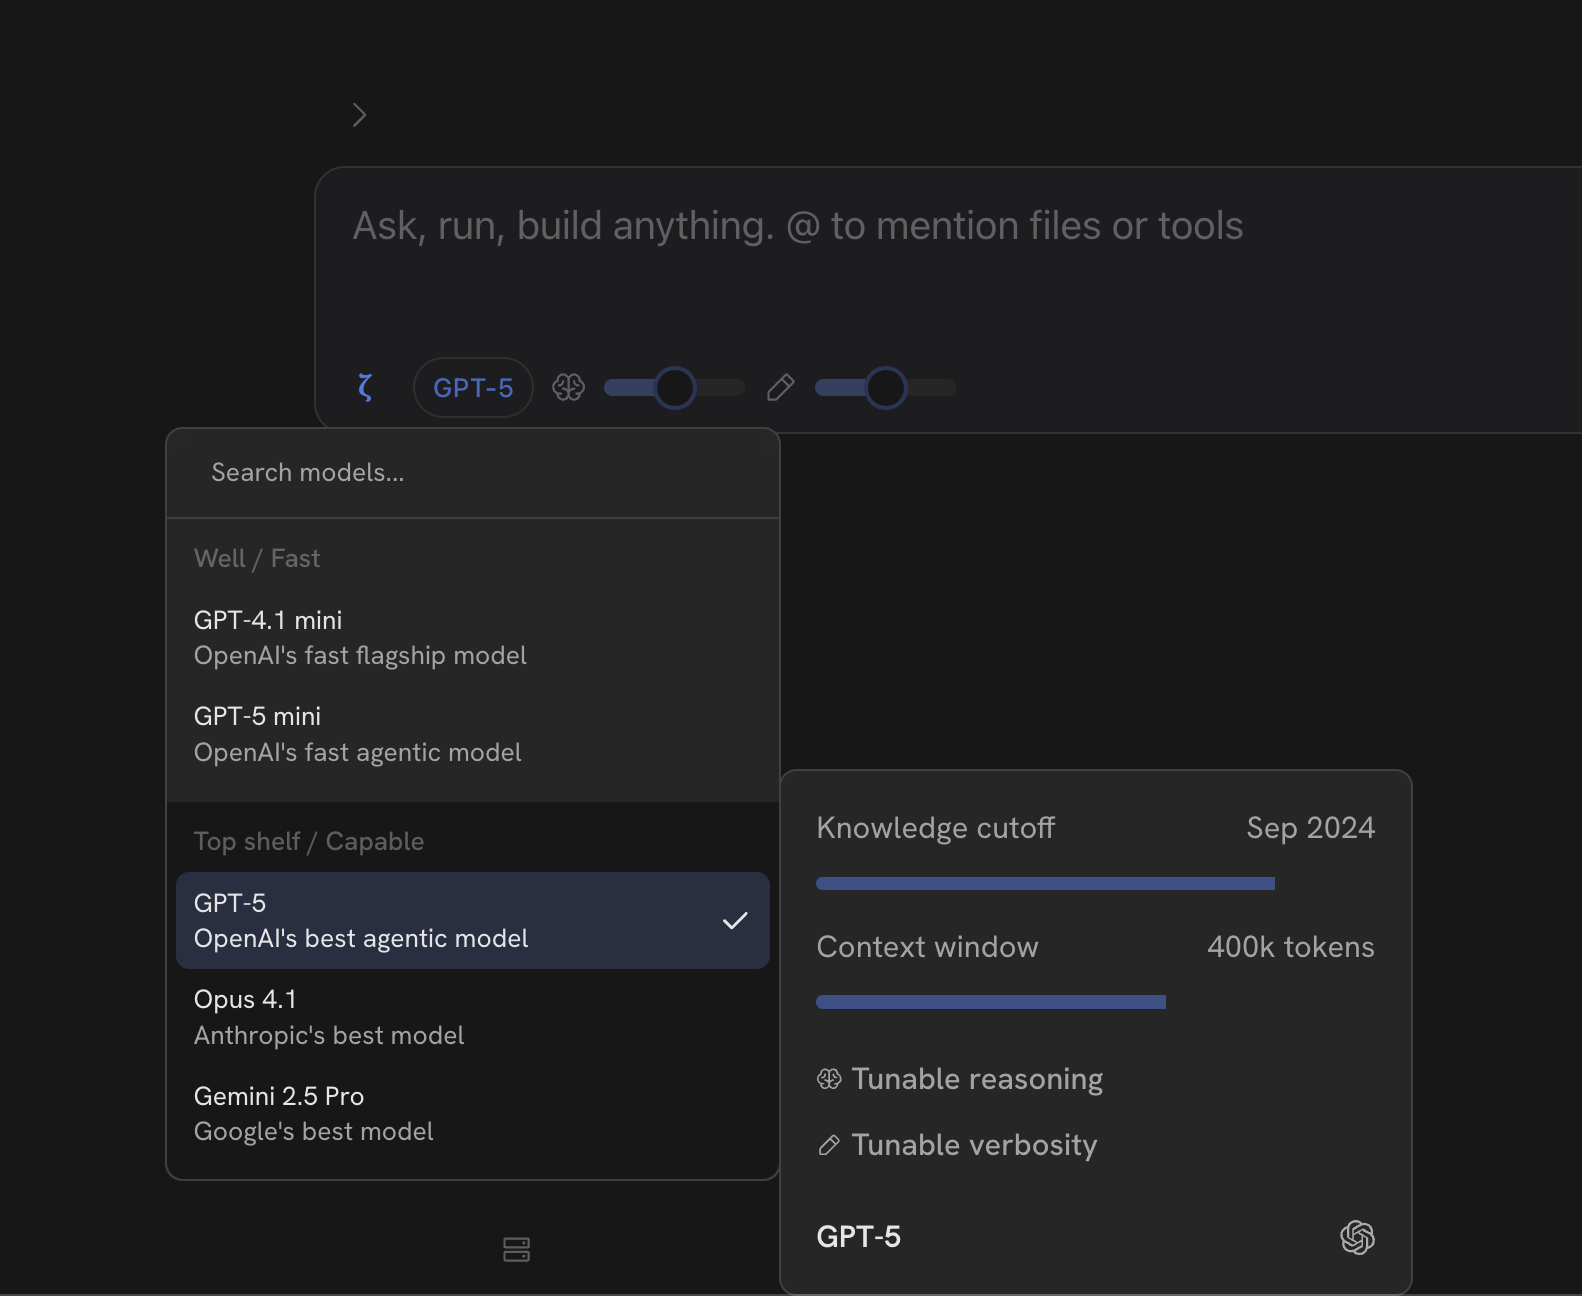 Ask, run, build anything. @ to mention files or tools
ζ
GPT-5
Search models...
Well / Fast
GPT-4.1 mini
OpenAI's fast flagship model
GPT-5 mini
OpenAI's fast agentic model
Top shelf / Capable
GPT-5
OpenAI's best agentic model
Opus 4.1
Anthropic's best model
Gemini 2.5 Pro
Google's best model
Knowledge cutoff Sep 2024
Context window 400k tokens
Tunable reasoning
Tunable verbosity
GPT-5